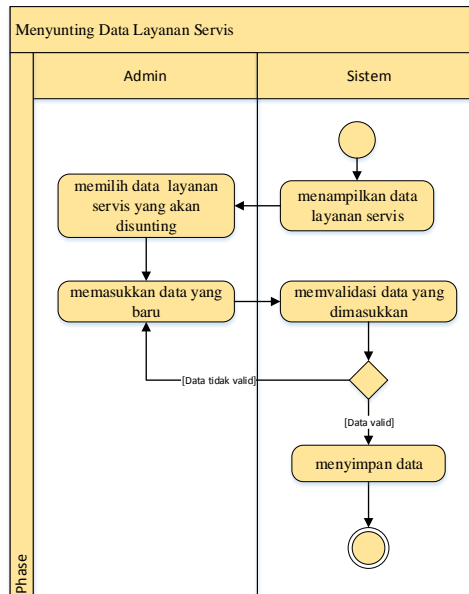 Menyunting Data Layanan Servis
Admin
Sistem
menampilkan data
layanan servis
memilih data layanan
servis yang akan
disunting
memasukkan data yang
baru
memvalidasi data yang
dimasukkan
[Data tidak valid]
[Data valid]
menyimpan data
Phase